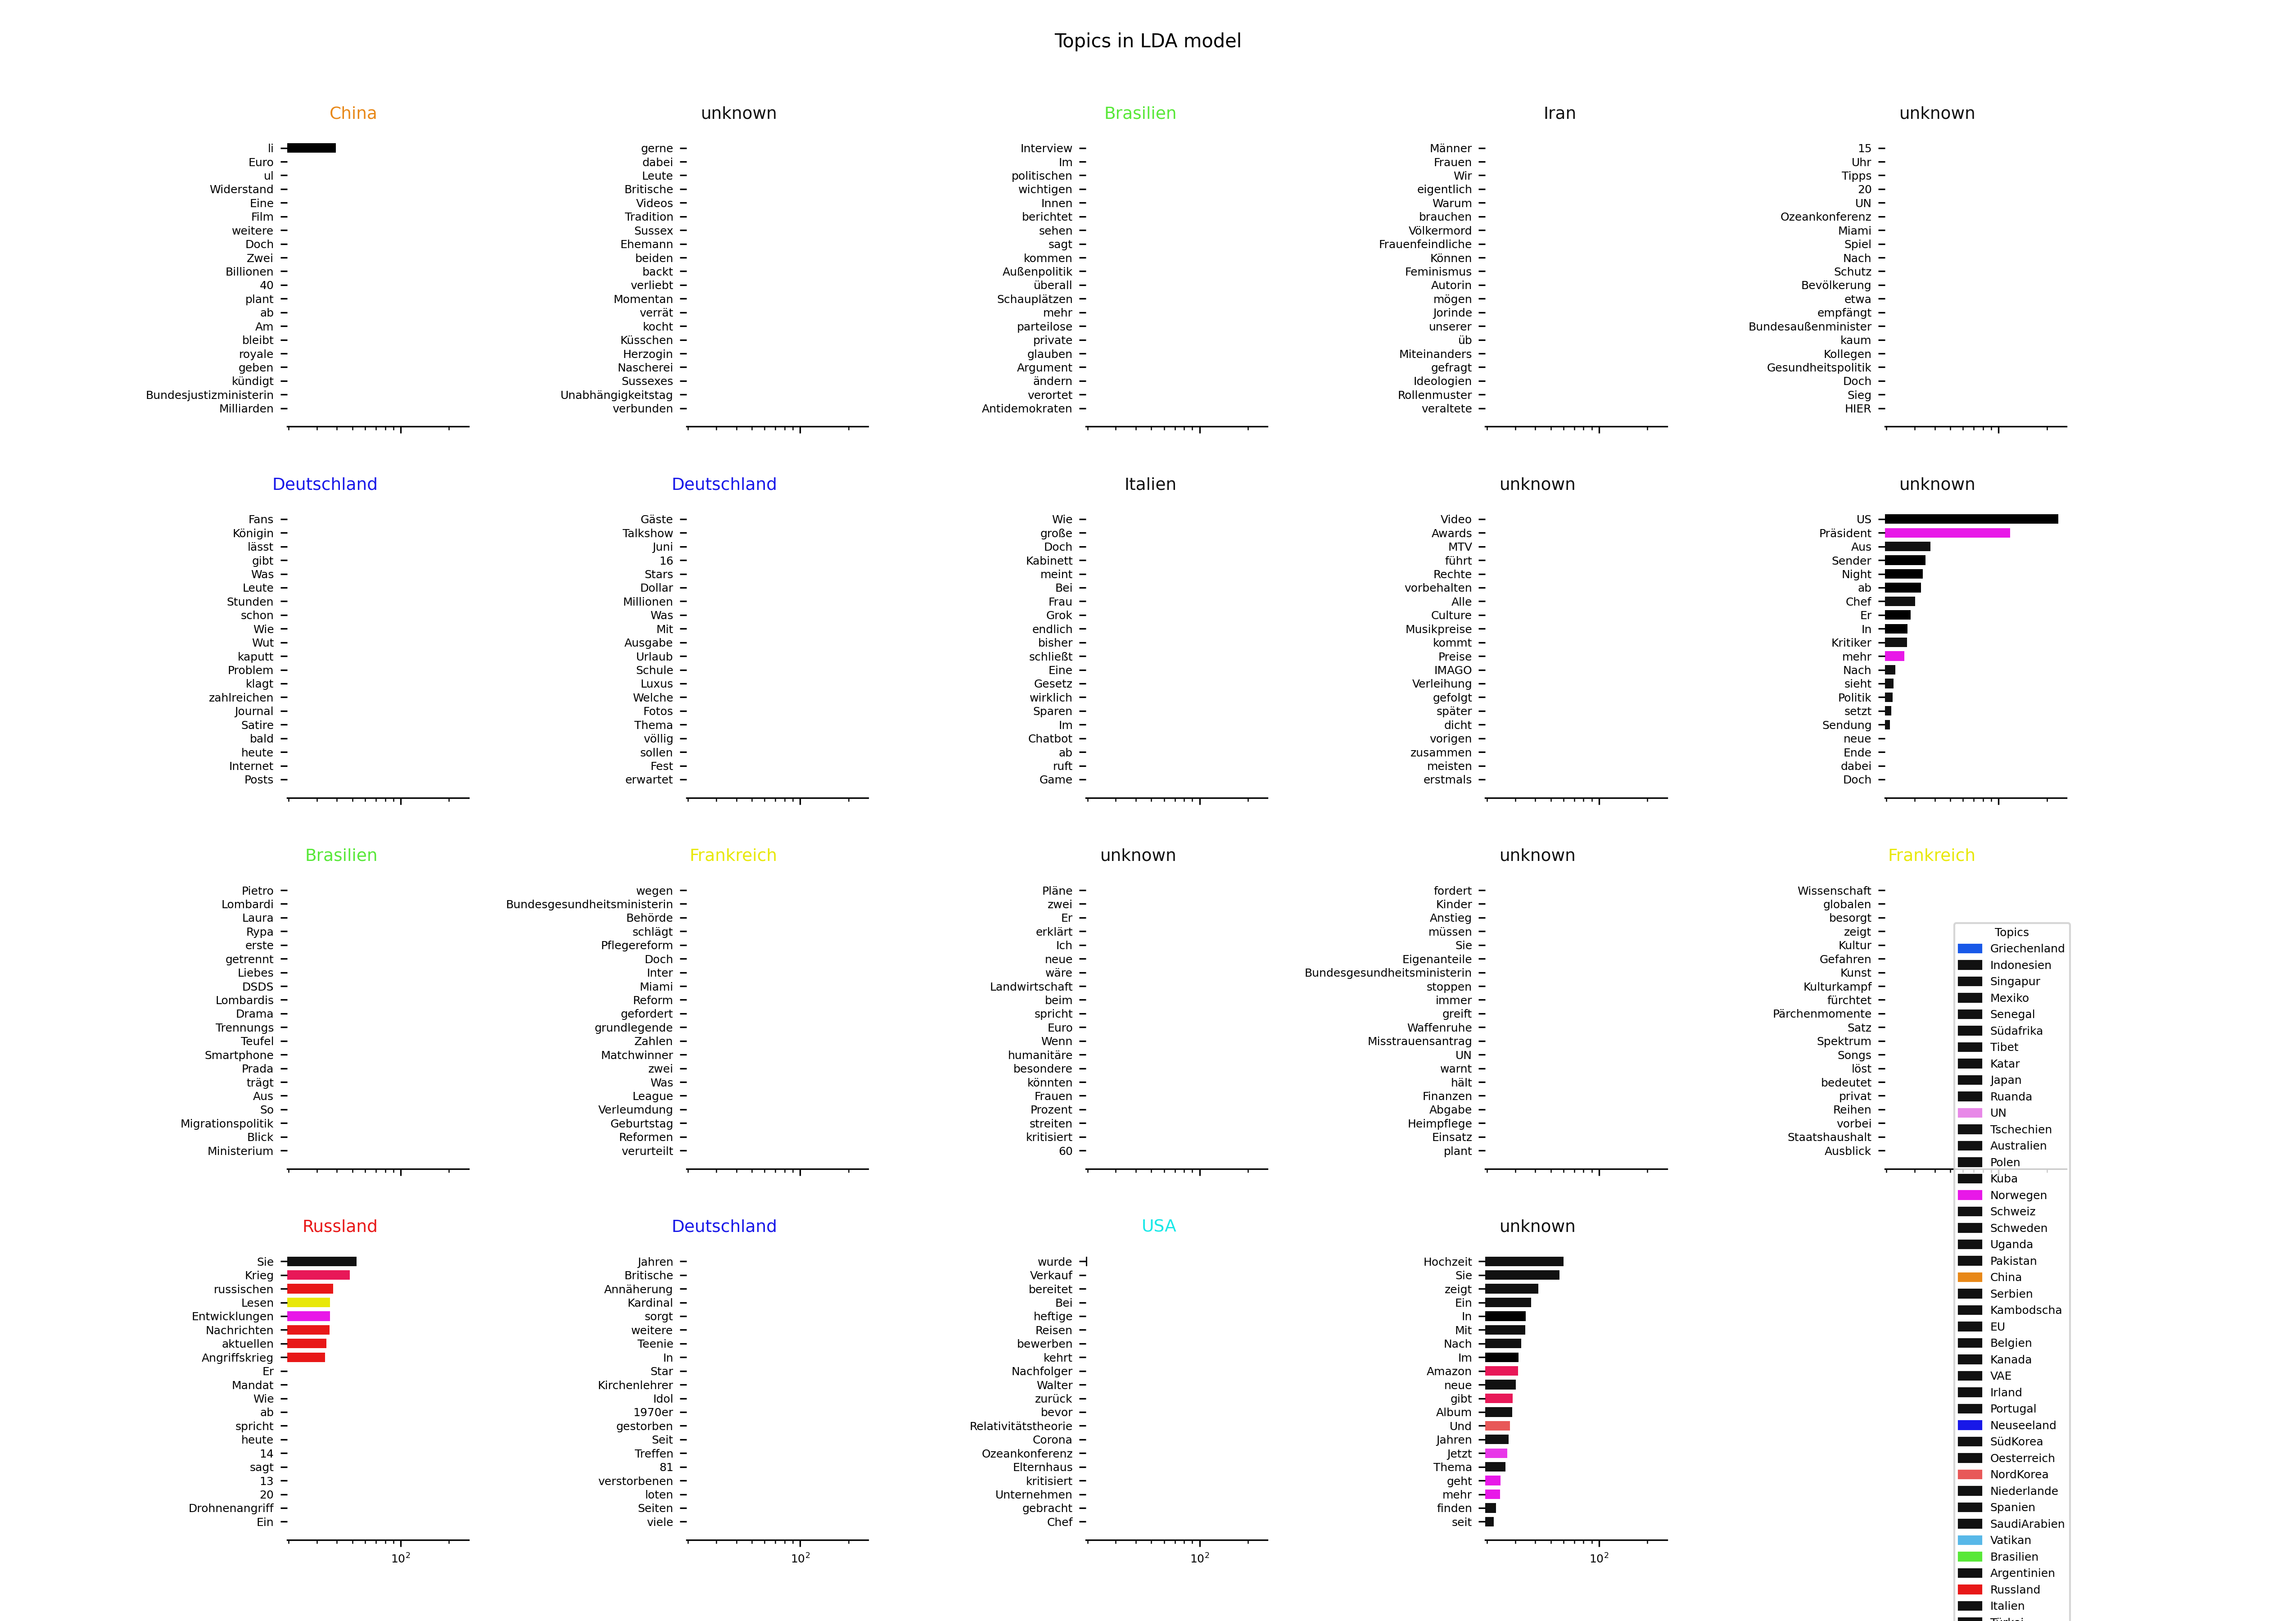 Topics in LDA model
China
li
Euro
ul
Widerstand
Eine
Film
weitere
Doch
Zwei
Billionen
40
plant
ab
Am
bleibt
royale
geben
kündigt
Bundesjustizministerin
Milliarden
unknown
gerne
dabei
Leute
Britische
Videos
Tradition
Sussex
Ehemann
beiden
backt
verliebt
Momentan
verrät
kocht
Küsschen
Herzogin
Nascherei
Sussexes
Unabhängigkeitstag
verbunden
Brasilien
Interview
Im
politischen
wichtigen
Innen
berichtet
sehen
sagt
kommen
Außenpolitik
überall
Schauplätzen
mehr
parteilose
private
glauben
Argument
ändern
verortet
Antidemokraten
Iran
Männer
Frauen
Wir
eigentlich
Warum
brauchen
Völkermord
Frauenfeindliche
Können
Feminismus
Autorin
mögen
Jorinde
unserer
üb
Miteinanders
gefragt
Ideologien
Rollenmuster
veraltete
unknown
15
Uhr
Tipps
20
UN
Ozeankonferenz
Miami
Spiel
Nach
Schutz
Bevölkerung
etwa
empfängt
Bundesaußenminister
kaum
Kollegen
Gesundheitspolitik
Doch
Sieg
HIER
Deutschland
Fans
Königin
lässt
gibt
Was
Leute
Stunden
schon
Wie
Wut
kaputt
Problem
klagt
zahlreichen
Journal
Satire
bald
heute
Internet
Posts
Deutschland
Gäste
Talkshow
Juni
16
Stars
Dollar
Millionen
Was
Mit
Ausgabe
Urlaub
Schule
Luxus
Welche
Fotos
Thema
völlig
sollen
Fest
erwartet
Italien
Wie
große
Doch
Kabinett
meint
Bei
Frau
Grok
endlich
bisher
schließt
Eine
Gesetz
wirklich
Sparen
Im
Chatbot
ab
ruft
Game
unknown
Video
Awards
MTV
führt
Rechte
vorbehalten
Alle
Culture
Musikpreise
kommt
Preise
IMAGO
Verleihung
gefolgt
später
dicht
vorigen
zusammen
meisten
erstmals
unknown
US
Präsident
Aus
Sender
Night
ab
Chef
Er
In
Kritiker
mehr
Nach
sieht
Politik
setzt
Sendung
neue
Ende
dabei
Doch
Brasilien
Pietro
Lombardi
Laura
Rypa
erste
getrennt
Liebes
DSDS
Lombardis
Drama
Trennungs
Teufel
Smartphone
Prada
trägt
Aus
So
Migrationspolitik
Blick
Ministerium
Frankreich
wegen
Bundesgesundheitsministerin
Behörde
schlägt
Pflegereform
Doch
Inter
Miami
Reform
gefordert
grundlegende
Zahlen
Matchwinner
zwei
Was
League
Verleumdung
Geburtstag
Reformen
verurteilt
unknown
Pläne
zwei
Er
erklärt
Ich
neue
wäre
Landwirtschaft
beim
spricht
Euro
Wenn
humanitäre
besondere
könnten
Frauen
Prozent
streiten
kritisiert
60
unknown
fordert
Kinder
Anstieg
müssen
Sie
Eigenanteile
Bundesgesundheitsministerin
stoppen
immer
greift
Waffenruhe
Misstrauensantrag
UN
warnt
hält
Finanzen
Abgabe
Heimpflege
Einsatz
plant
Frankreich
Wissenschaft
globalen
besorgt
zeigt
Kultur
Gefahren
Kunst
Kulturkampf
fürchtet
Pärchenmomente
Satz
Spektrum
Songs
löst
bedeutet
privat
Reihen
vorbei
Staatshaushalt
Ausblick
Russland
Sie
Krieg
russischen
Lesen
Entwicklungen
Nachrichten
aktuellen
Angriffskrieg
Er
Mandat
Wie
ab
spricht
heute
14
sagt
13
20
Drohnenangriff
Ein
10²
Deutschland
Jahren
Britische
Annäherung
Kardinal
sorgt
weitere
Teenie
In
Star
Kirchenlehrer
Idol
1970er
gestorben
Seit
Treffen
81
verstorbenen
loten
Seiten
viele
10²
USA
wurde
Verkauf
bereitet
Bei
heftige
Reisen
bewerben
kehrt
Nachfolger
Walter
zurück
bevor
Relativitätstheorie
Corona
Ozeankonferenz
Elternhaus
kritisiert
Unternehmen
gebracht
Chef
10²
unknown
Hochzeit
Sie
zeigt
Ein
In
Mit
Nach
Im
Amazon
neue
gibt
Album
Und
Jahren
Jetzt
Thema
geht
mehr
finden
seit
10²
Topics
Griechenland
Indonesien
Singapur
Mexiko
Senegal
Südafrika
Tibet
Katar
Japan
Ruanda
UN
Tschechien
Australien
Polen
Kuba
Norwegen
Schweiz
Schweden
Uganda
Pakistan
China
Serbien
Kambodscha
EU
Belgien
Kanada
VAE
Irland
Portugal
Neuseeland
SüdKorea
Oesterreich
NordKorea
Niederlande
Spanien
SaudiArabien
Vatikan
Brasilien
Argentinien
Russland
Italien